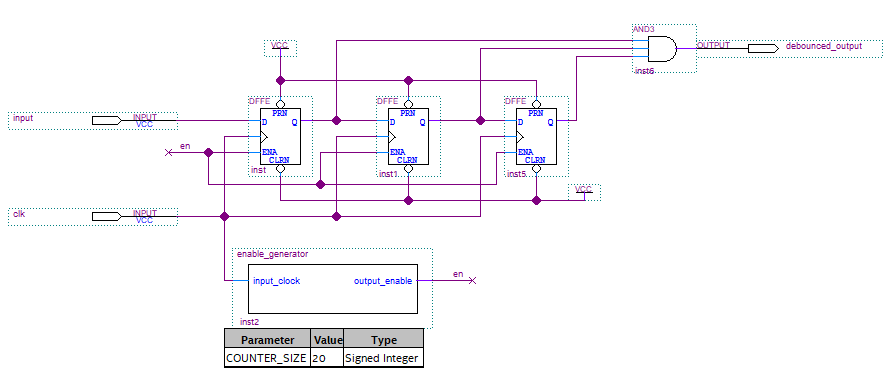 AND3
VCC
OUTPUT
debounced_output
inst6
DFFE
DFFE
DFFE
PRN
PRN
PRN
input
INPUT
VCC
D
Q
D
Q
D
Q
en
ENA
ENA
ENA
CLRN
CLRN
CLRN
inst
inst1
inst5
VCC
clk
INPUT
VCC
enable_generator
input_clock
output_enable
en
inst2
Parameter Value Type
COUNTER_SIZE 20 Signed Integer